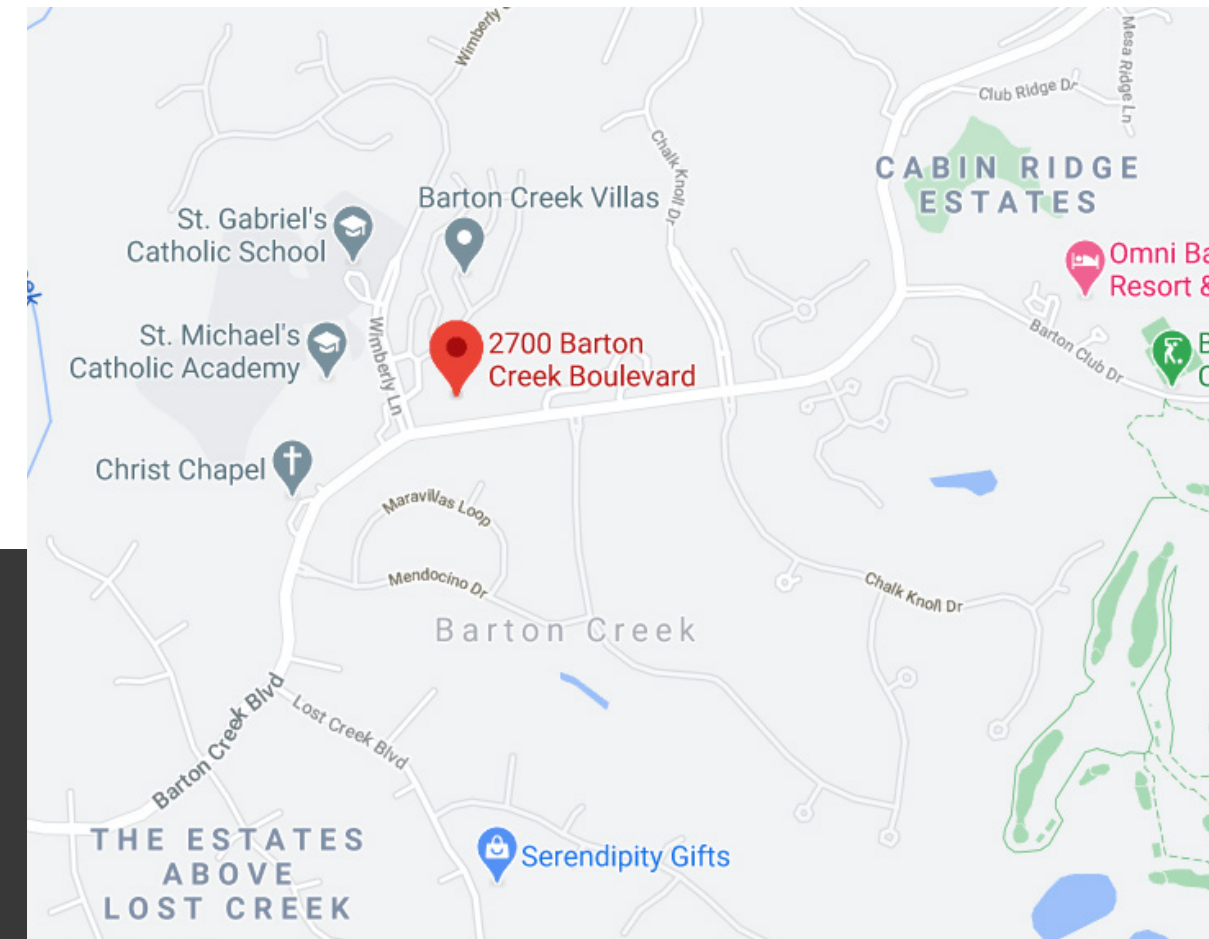 Wimberly
Mesa Ridge Ln
Club Ridge Dr
Chalk Knoll Dr
CABIN RIDGE
ESTATES
Barton Creek Villas
St. Gabriel's
Catholic School
Omni Ba
Resort &
ek
Wimberly Ln
St. Michael's
Catholic Academy
2700 Barton
Creek Boulevard
Barton Club Dr
B
C
Christ Chapel
Maravillas Loop
Mendocino Dr
Chalk Knoll Dr
Barton Creek
Barton Creek Blvd
Lost Creek Blvd
THE ESTATES
ABOVE
LOST CREEK
Serendipity Gifts